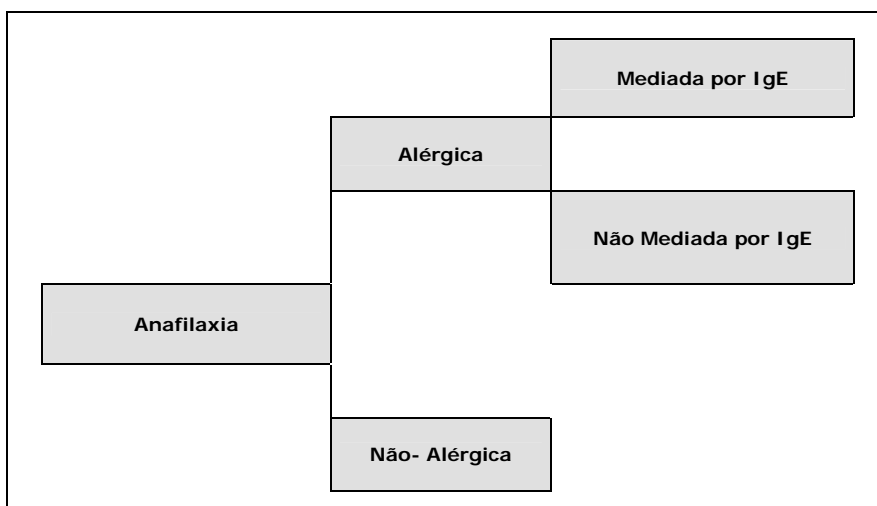 Mediada por IgE
Alérgica
Não Mediada por IgE
Anafilaxia
Não- Alérgica